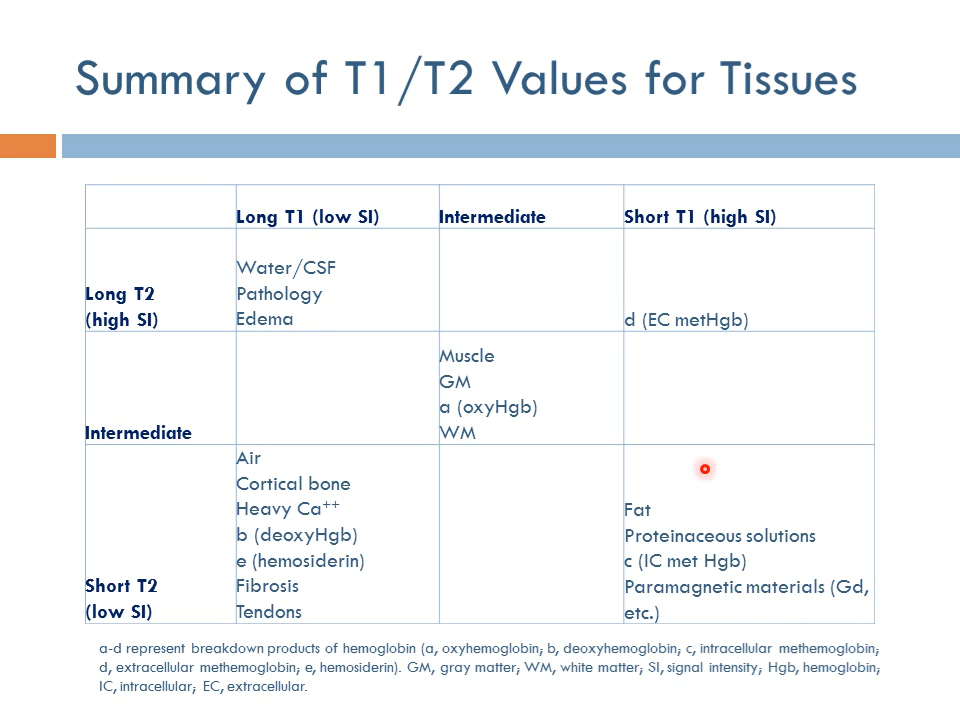 Summary of T1/T2 Values for Tissues
Long T1 (low SI) Intermediate Short T1 (high SI)
Long T2
(high SI)
Water/CSF
Pathology
Edema
d (EC metHgb)
Intermediate
Muscle
GM
a (oxyHgb)
WM
Short T2
(low SI)
Air
Cortical bone
Heavy Ca++
b (deoxyHgb)
e (hemosiderin)
Fibrosis
Tendons
Fat
Proteinaceous solutions
c (IC met Hgb)
Paramagnetic materials (Gd,
etc.)
a-d represent breakdown products of hemoglobin (a, oxyhemoglobin; b, deoxyhemoglobin; c, intracellular methemoglobin;
d, extracellular methemoglobin; e, hemosiderin). GM, gray matter; WM, white matter; SI, signal intensity; Hgb, hemoglobin;
IC, intracellular; EC, extracellular.